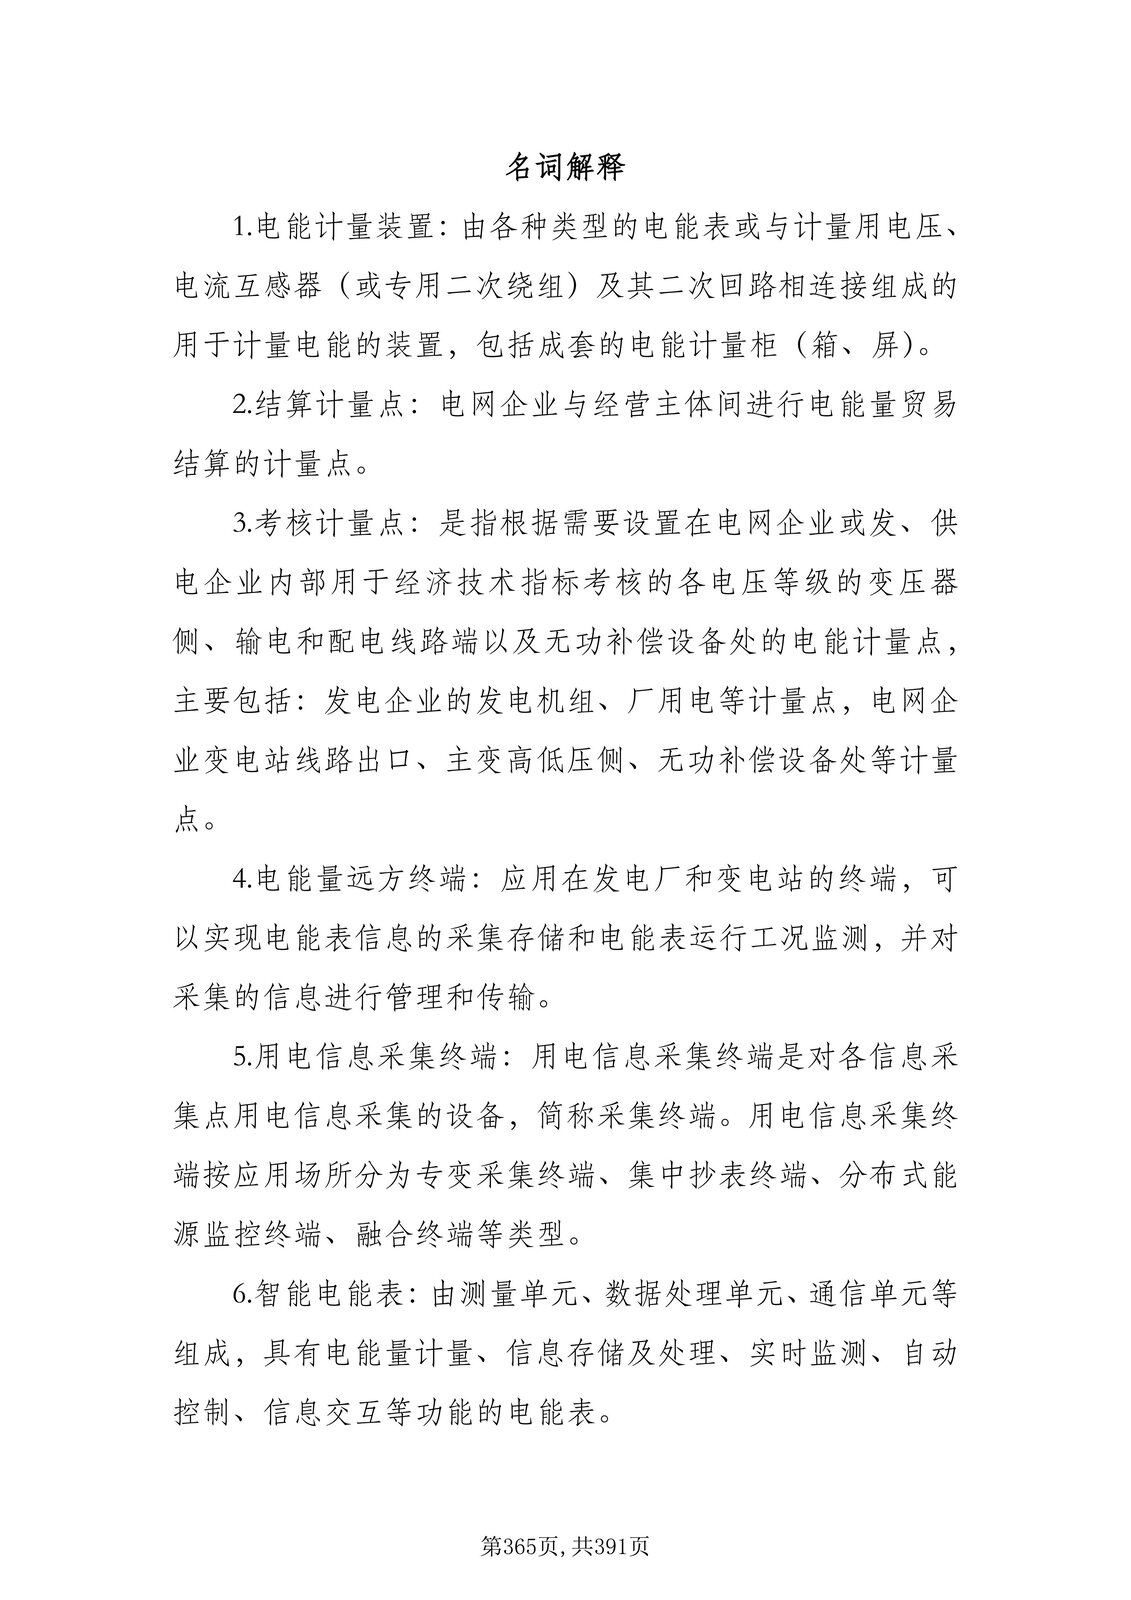 名词解释
1.电能计量装置：由各种类型的电能表或与计量用电压、
电流互感器（或专用二次绕组）及其二次回路相连接组成的
用于计量电能的装置，包括成套的电能计量柜（箱、屏）。
2.结算计量点：电网企业与经营主体间进行电能量贸易
结算的计量点。
3.考核计量点：是指根据需要设置在电网企业或发、供
电企业内部用于经济技术指标考核的各电压等级的变压器
侧、输电和配电线路端以及无功补偿设备处的电能计量点，
主要包括：发电企业的发电机组、厂用电等计量点，电网企
业变电站线路出口、主变高低压侧、无功补偿设备处等计量
点。
4.电能量远方终端：应用在发电厂和变电站的终端，可
以实现电能表信息的采集存储和电能表运行工况监测，并对
采集的信息进行管理和传输。
5.用电信息采集终端：用电信息采集终端是对各信息采
集点用电信息采集的设备，简称采集终端。用电信息采集终
端按应用场所分为专变采集终端、集中抄表终端、分布式能
源监控终端、融合终端等类型。
6.智能电能表：由测量单元、数据处理单元、通信单元等
组成，具有电能量计量、信息存储及处理、实时监测、自动
控制、信息交互等功能的电能表。
第365页,共391页